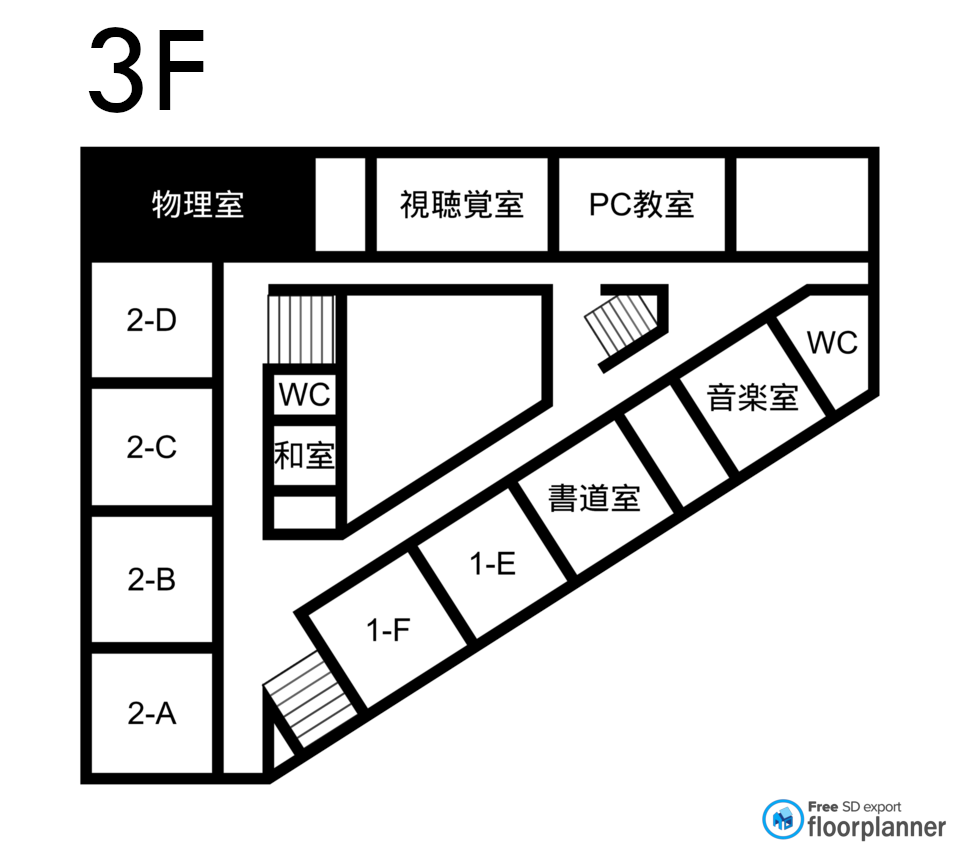 3F
物理室
視聴覚室
PC教室
2-D
WC
音楽室
WC
2-C
和室
書道室
1-E
2-B
1-F
2-A
Free SD export
floorplanner